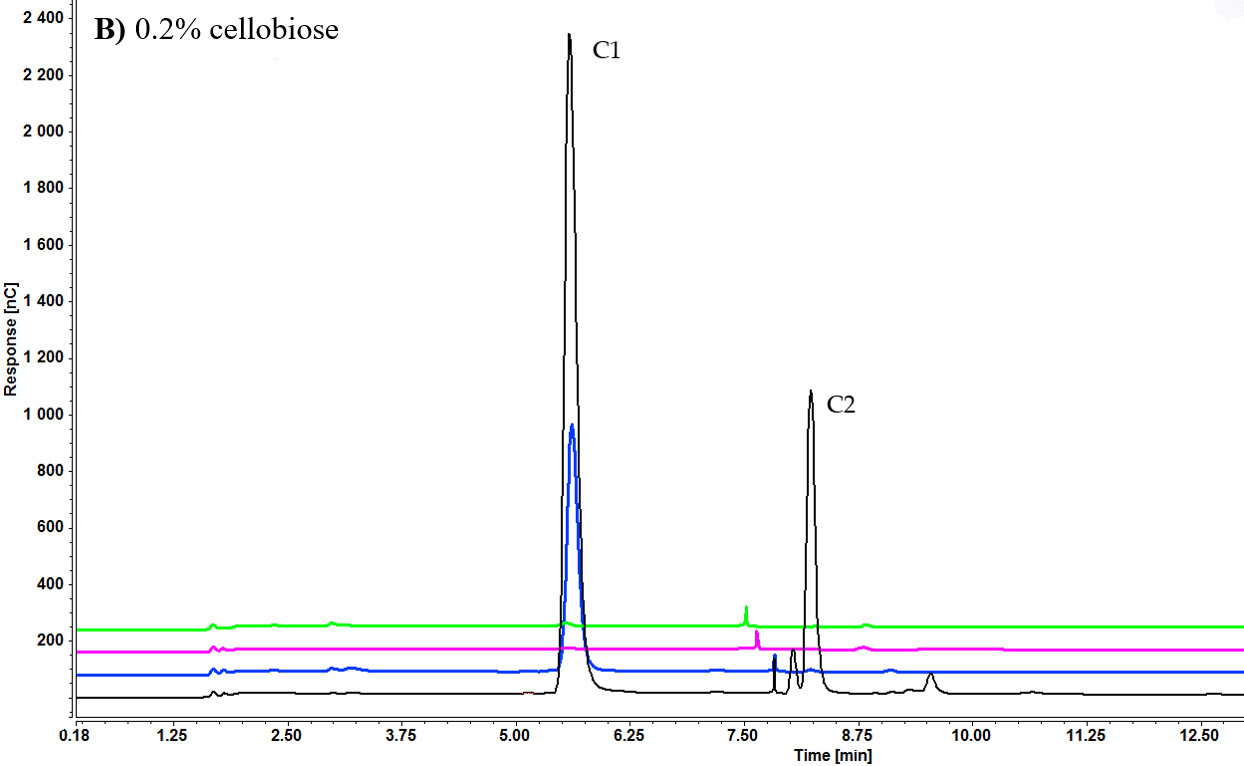 B) 0.2% cellobiose
C1
C2
2 400
2 200
2 000
1 800
1 600
1 400
1 200
1 000
800
600
400
200
Response [nC]
0.18 1.25 2.50 3.75 5.00 6.25 7.50 8.75 10.00 11.25 12.50
Time [min]